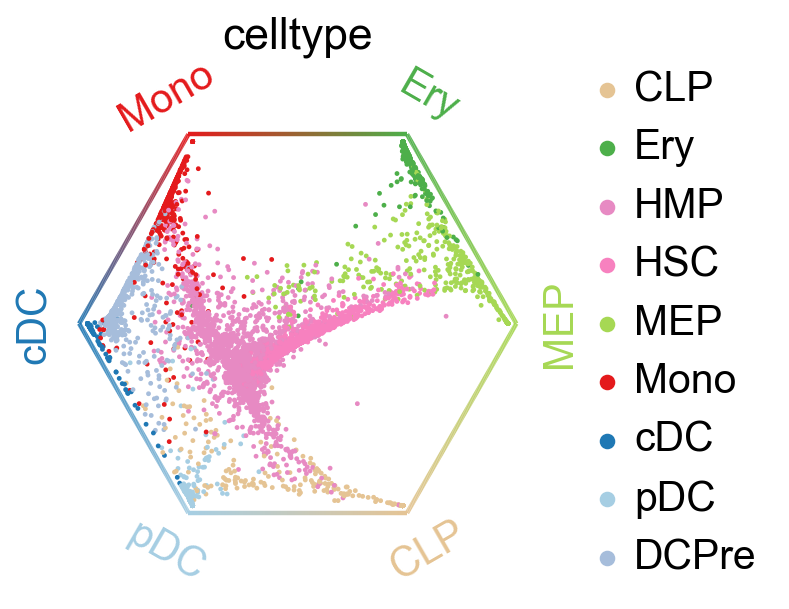 celltype
Mono
Ery
cDC
MEP
pDC
CLP
CLP
Ery
HMP
HSC
MEP
Mono
cDC
pDC
DCPre